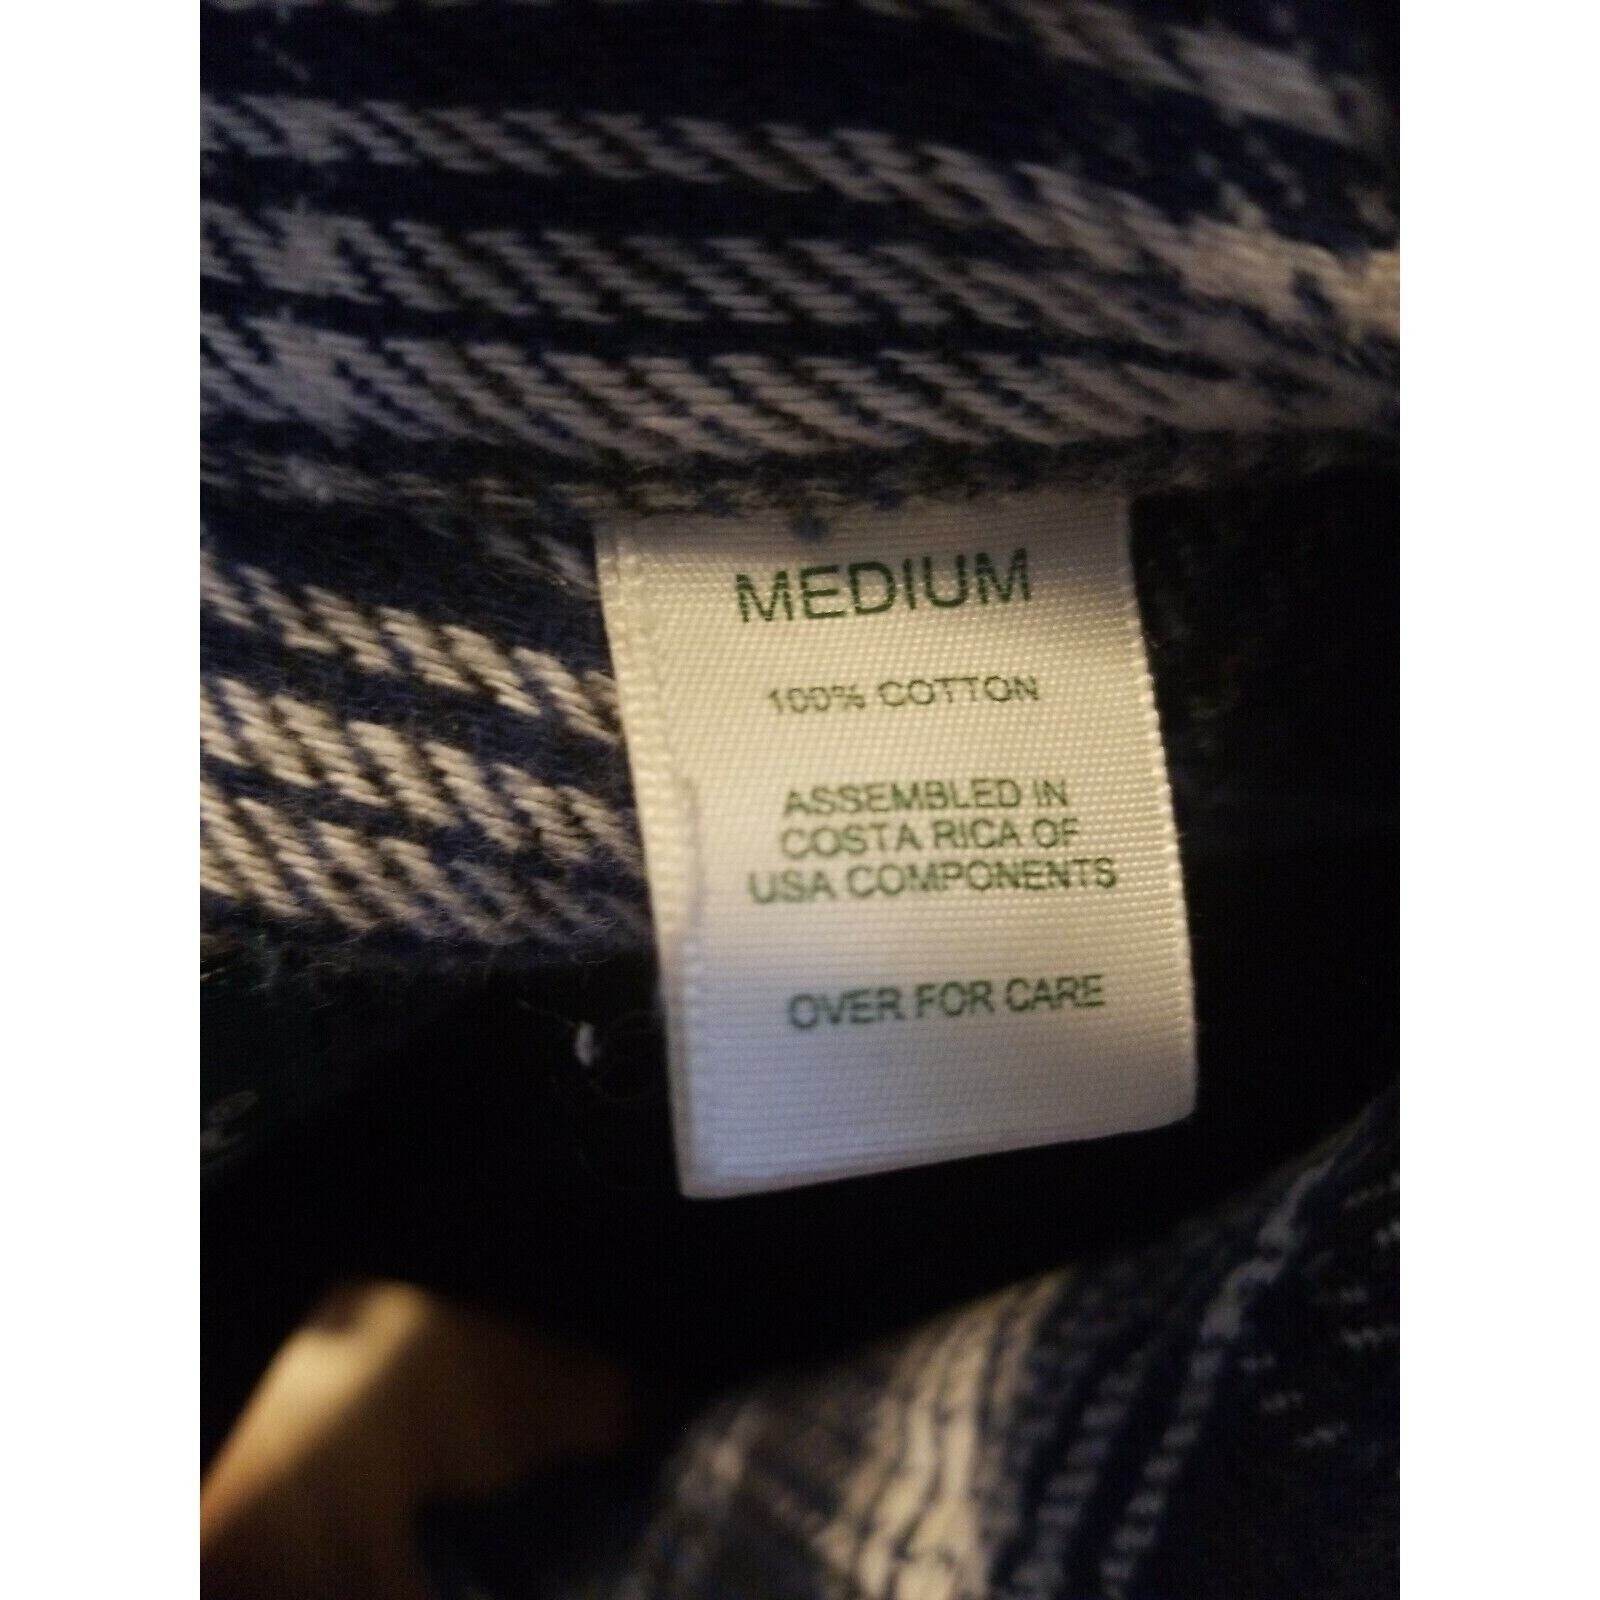 MEDIUM
100% COTTON
ASSEMBLED IN
COSTA RICA OF
USA COMPONENTS
OVER FOR CARE